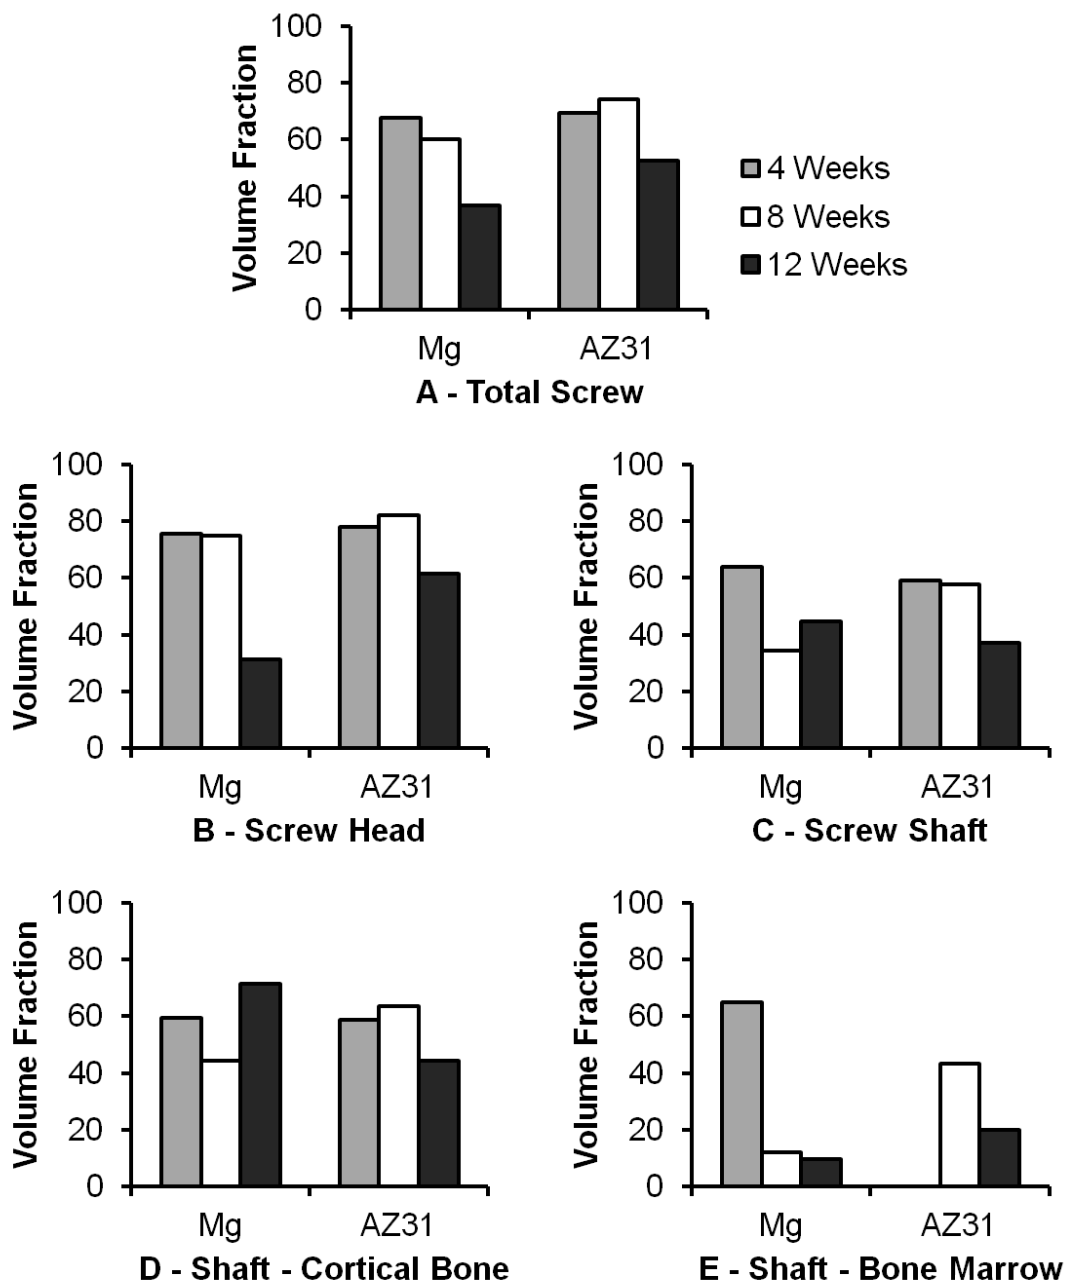 100
80
60
40
20
0
Volume Fraction
Mg
AZ31
A - Total Screw
4 Weeks
8 Weeks
12 Weeks
100
80
60
40
20
0
Volume Fraction
Mg
AZ31
B - Screw Head
100
80
60
40
20
0
Volume Fraction
Mg
AZ31
C - Screw Shaft
100
80
60
40
20
0
Volume Fraction
Mg
AZ31
D - Shaft - Cortical Bone
100
80
60
40
20
0
Volume Fraction
Mg
AZ31
E - Shaft - Bone Marrow